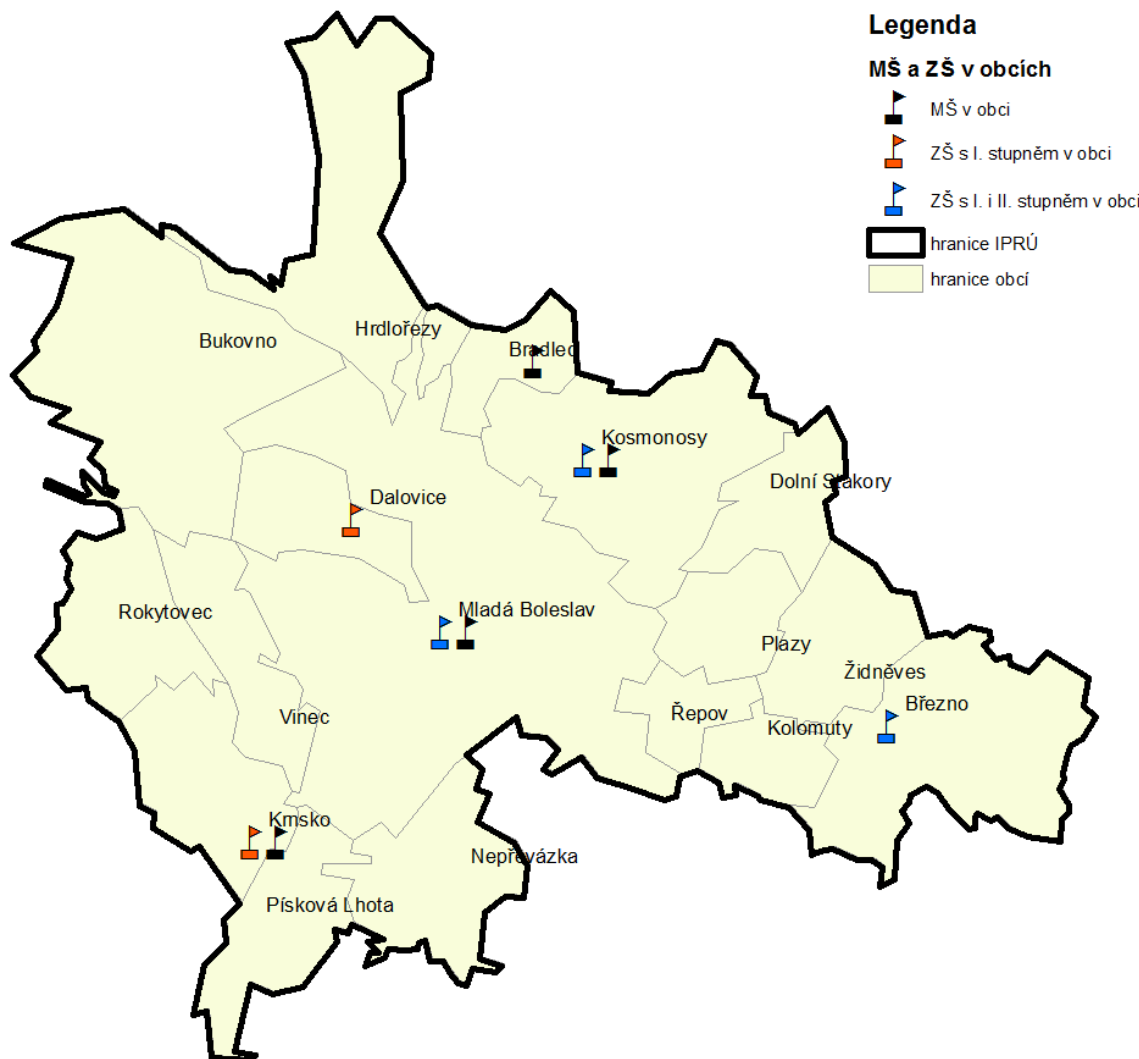 Legenda
MŠ a ZŠ v obcích
MŠ v obci
ZŠ s I. stupněm v obci
ZŠ s I. i II. stupněm v obci
hranice IPRÚ
hranice obcí
Bukovno
Hrdlořezy
Bradlec
Kosmonosy
Dolní Stakory
Dalovice
Rokytovec
Mladá Boleslav
Plazy
Židněves
Březno
Vinec
Řepov
Kolomuty
Krnsko
Nepřevázka
Písková Lhota